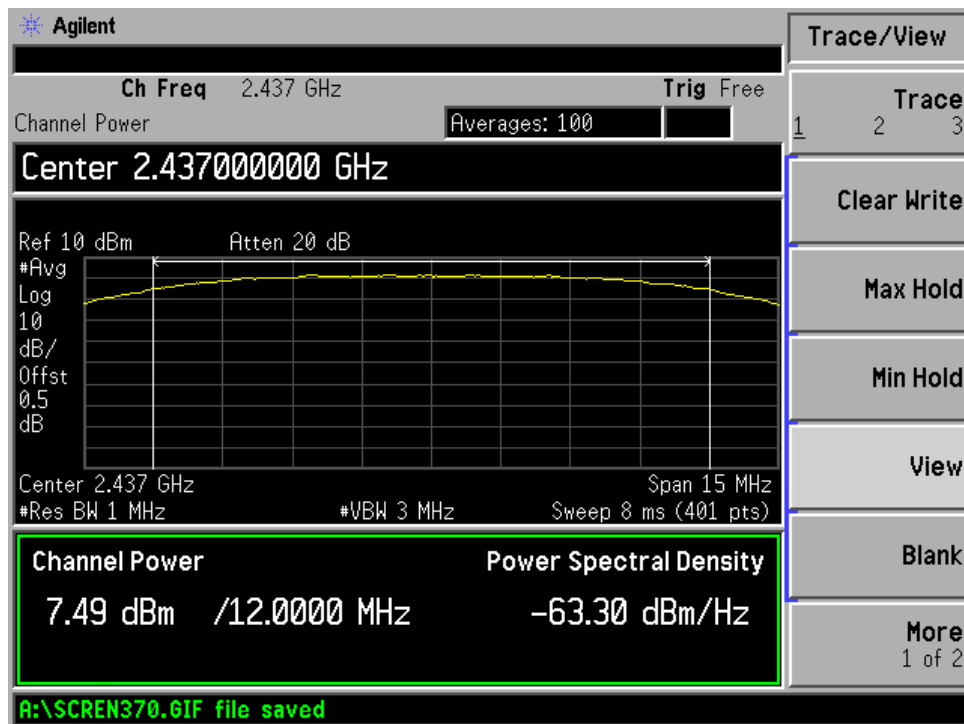 Agilent
Ch Freq 2.437 GHz Trig Free
Channel Power Averages: 100
Center 2.437000000 GHz
Ref 10 dBm Atten 20 dB
#Avg
Log
10
dB/
Offst
0.5
dB
Center 2.437 GHz Span 15 MHz
#Res BW 1 MHz #VBW 3 MHz Sweep 8 ms (401 pts)
Channel Power Power Spectral Density
7.49 dBm /12.0000 MHz -63.30 dBm/Hz
A:\SCREN370.GIF file saved
Trace/View
Trace
1 2 3
Clear Write
Max Hold
Min Hold
View
Blank
More
1 of 2